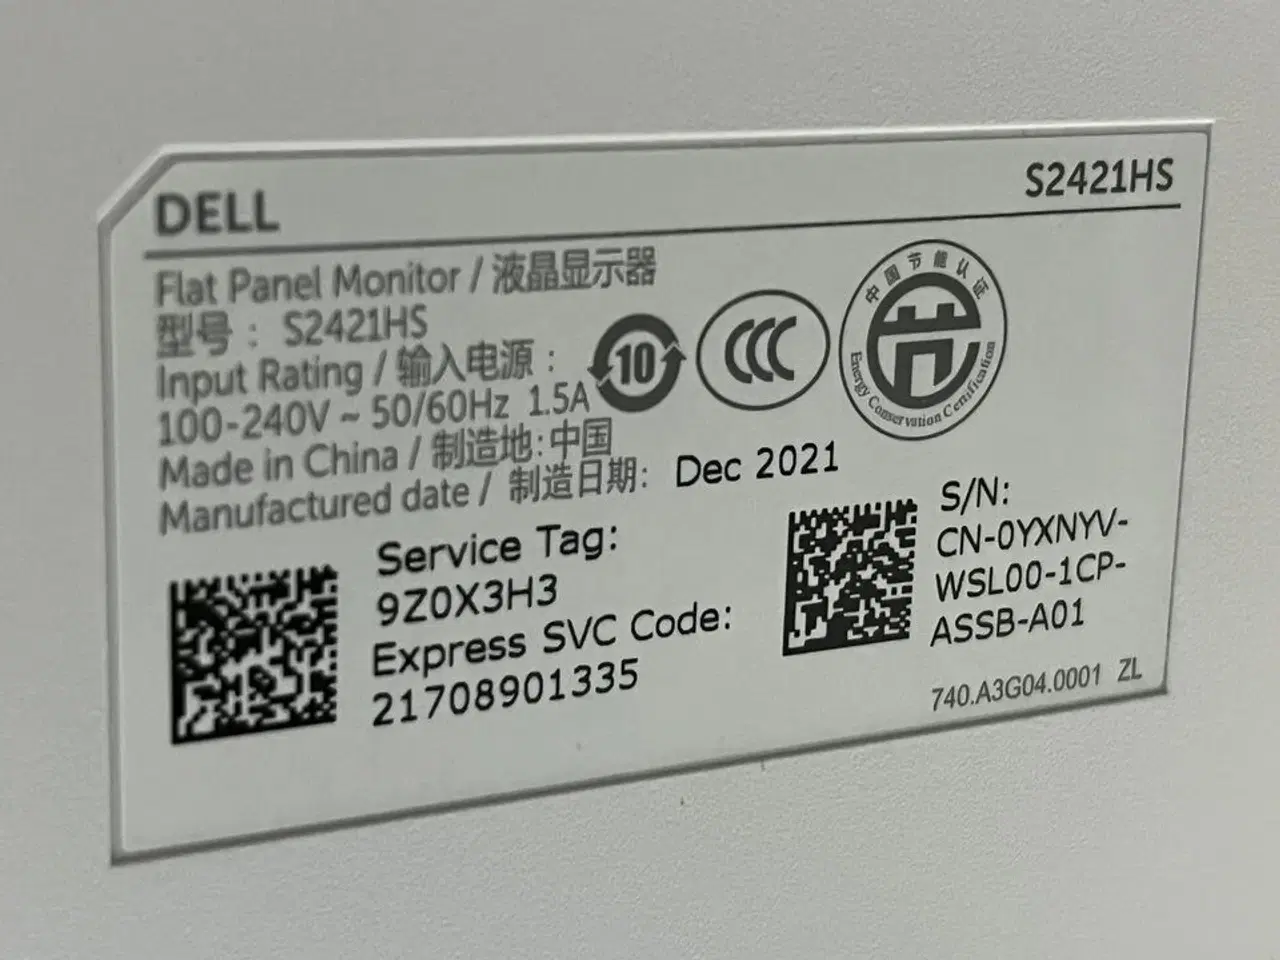 DELL
S2421HS
Flat Panel Monitor / 液晶显示器
型号： S2421HS
Input Rating / 输入电源：
100-240V ~ 50/60Hz 1.5A
Made in China / 制造地:中国
Manufactured date / 制造日期: Dec 2021
10
CCC
中国节能认证
Energy Conservation Certification
Service Tag:
9Z0X3H3
Express SVC Code:
21708901335
S/N:
CN-0YXNYV-
WSL00-1CP-
ASSB-A01
740.A3G04.0001 ZL